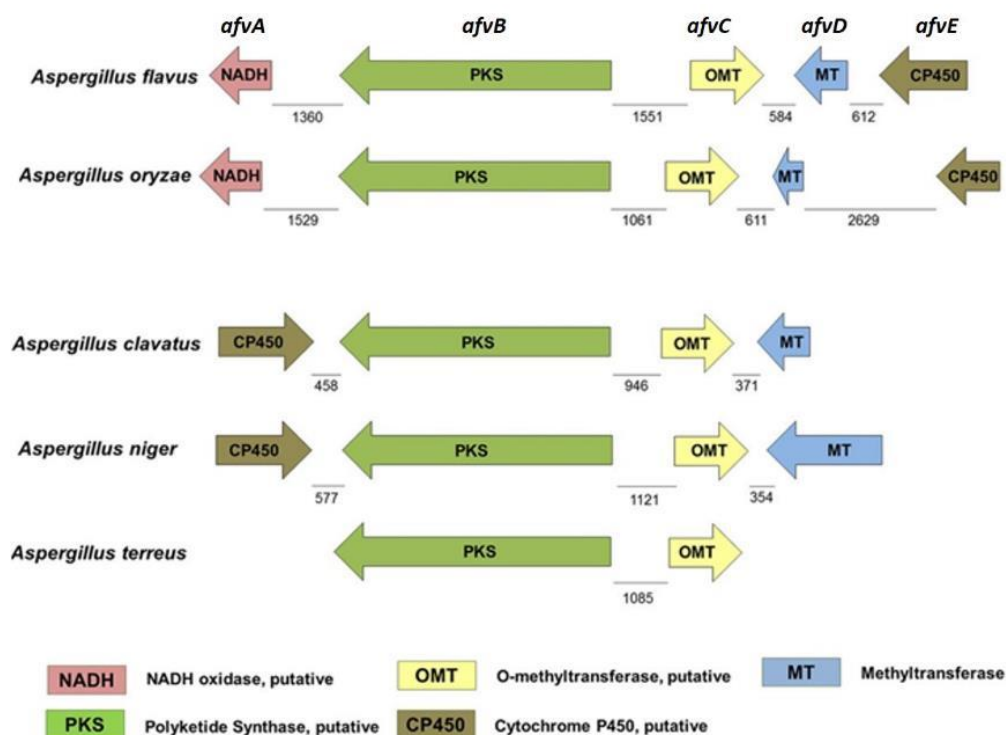 afvA afvB afvC afvD afvE
Aspergillus flavus NADH PKS OMT MT CP450
1360 1551 584 612
Aspergillus oryzae NADH PKS OMT MT CP450
1529 1061 611 2629
Aspergillus clavatus CP450 PKS OMT MT
458 946 371
Aspergillus niger CP450 PKS OMT MT
577 1121 354
Aspergillus terreus PKS OMT
1085
NADH NADH oxidase, putative OMT O-methyltransferase, putative MT Methyltransferase
PKS Polyketide Synthase, putative CP450 Cytochrome P450, putative